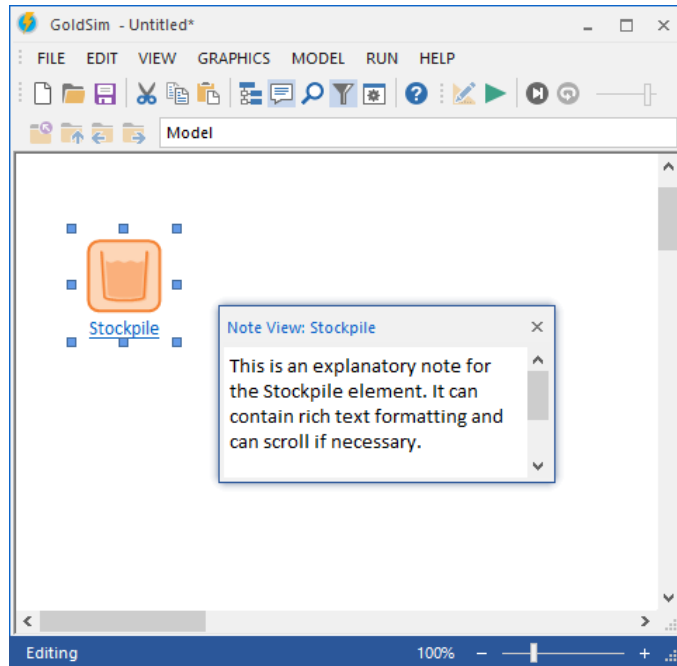 GoldSim - Untitled*
FILE EDIT VIEW GRAPHICS MODEL RUN HELP
Model
Stockpile
Note View: Stockpile
This is an explanatory note for
the Stockpile element. It can
contain rich text formatting and
can scroll if necessary.
Editing 100%